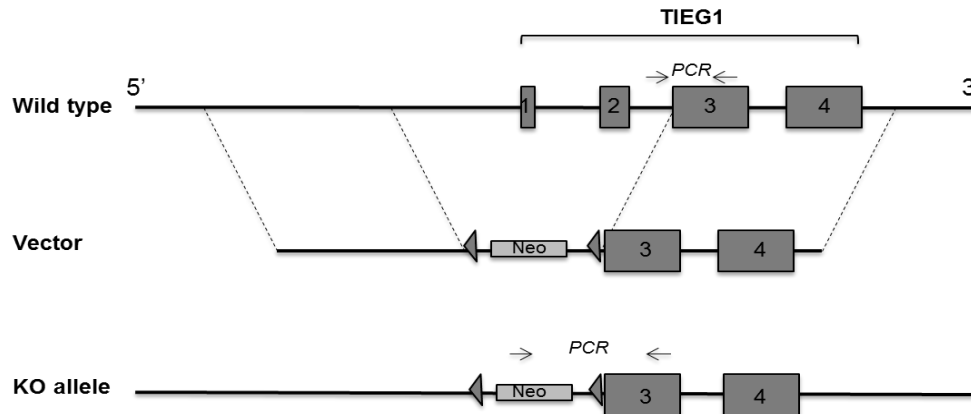 TIEG1
5’ PCR 3’
Wild type 1 2 3 4
Vector Neo 3 4
PCR
KO allele Neo 3 4